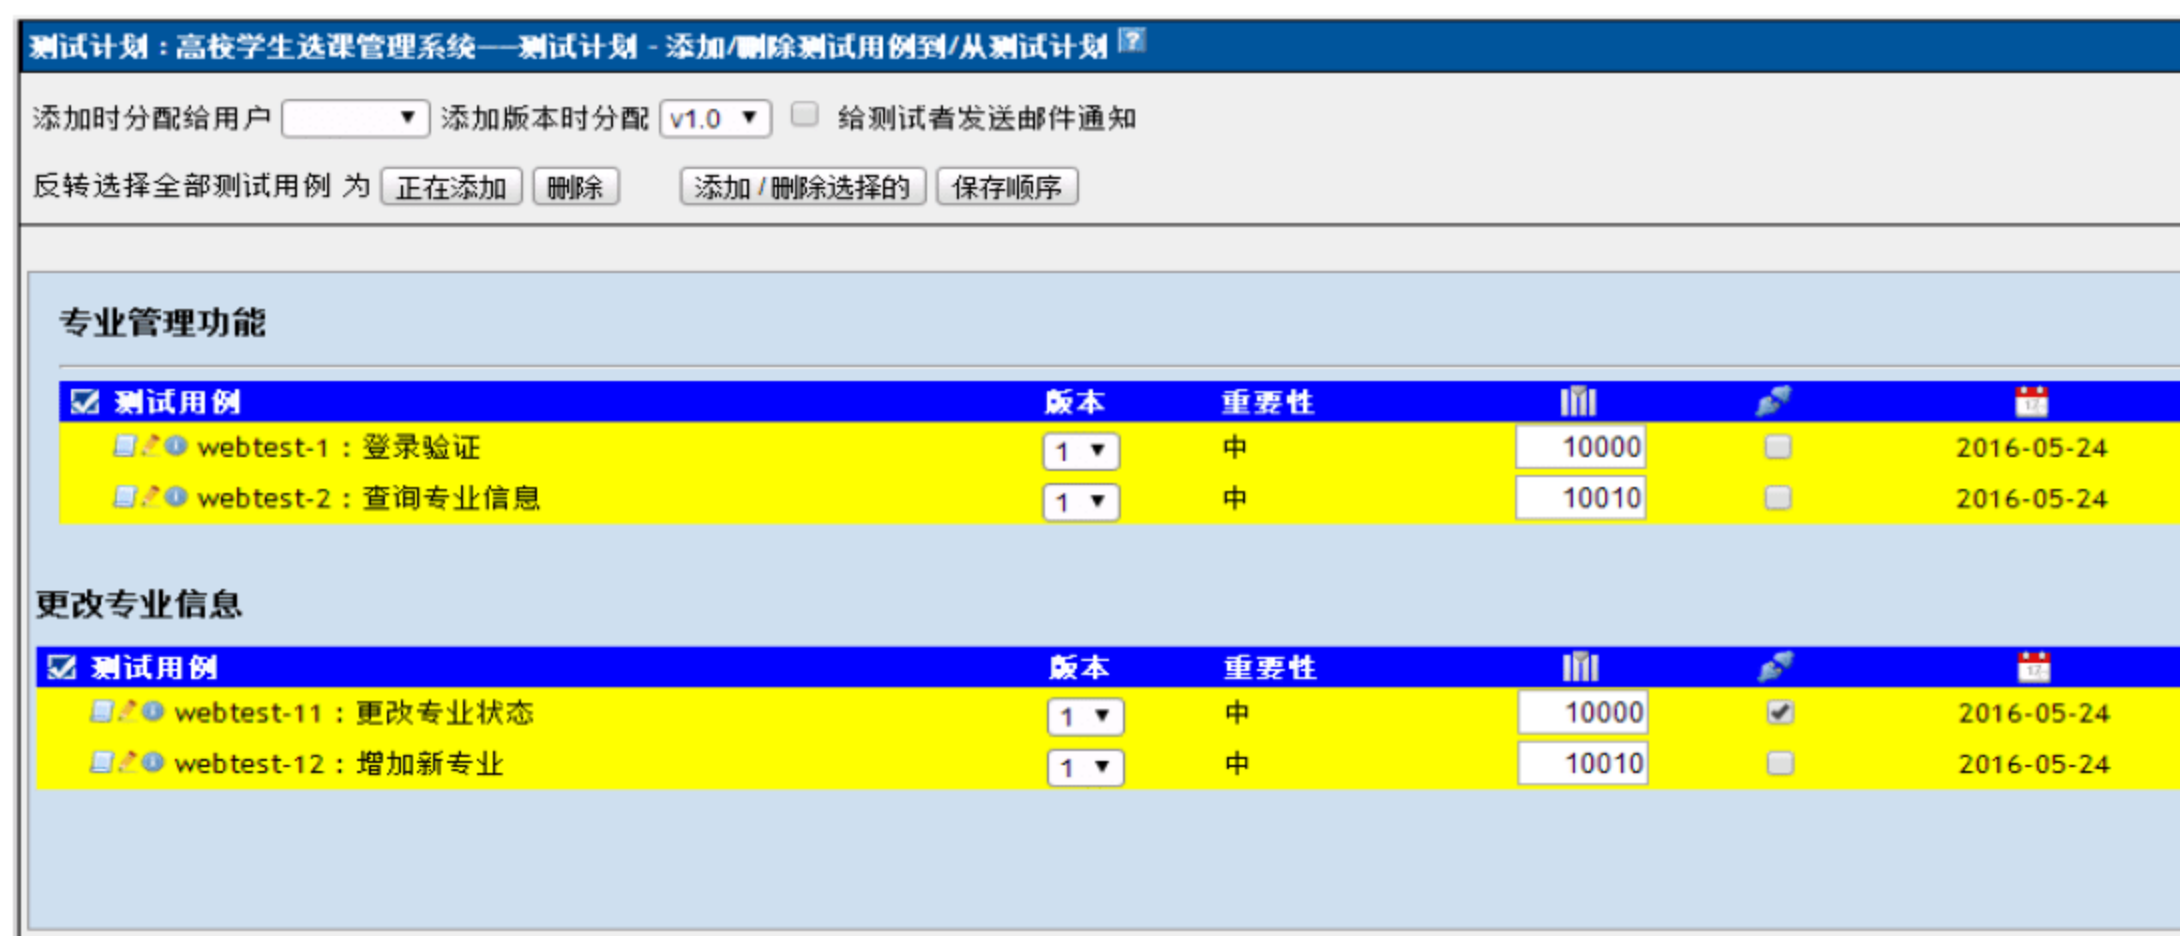 测试计划：高校学生选课管理系统——测试计划 - 添加/删除测试用例到/从测试计划
添加时分配给用户 添加版本时分配 v1.0 给测试者发送邮件通知
反转选择全部测试用例 为 正在添加 删除 添加 / 删除选择的 保存顺序
专业管理功能
测试用例 版本 重要性
webtest-1：登录验证 1 中 10000 2016-05-24
webtest-2：查询专业信息 1 中 10010 2016-05-24
更改专业信息
测试用例 版本 重要性
webtest-11：更改专业状态 1 中 10000 2016-05-24
webtest-12：增加新专业 1 中 10010 2016-05-24